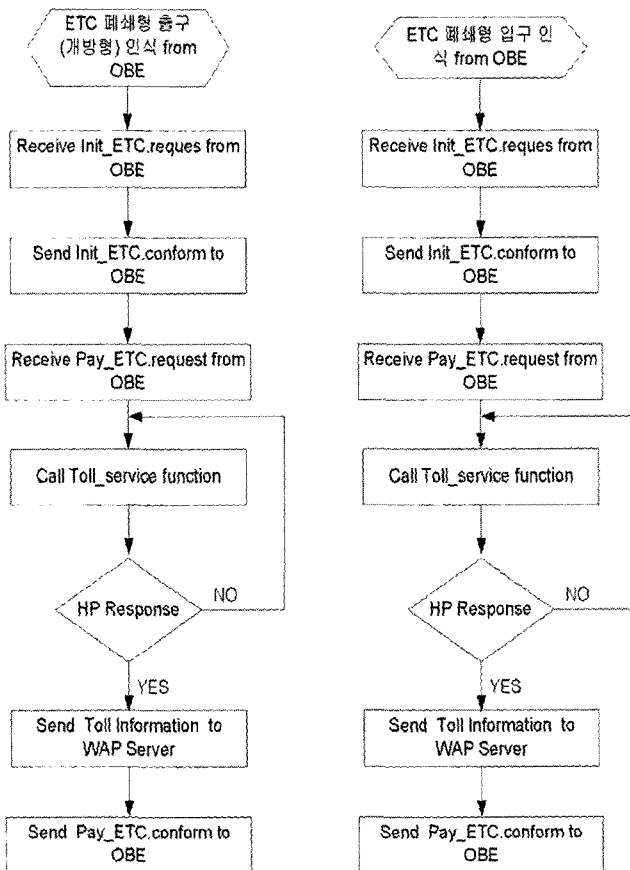 ETC 폐쇄형 출구
(개방형) 인식 from
OBE
Receive Init_ETC.reques from
OBE
Send Init_ETC.conform to
OBE
Receive Pay_ETC.request from
OBE
Call Toll_service function
HP Response
NO
YES
Send Toll Information to
WAP Server
Send Pay_ETC.conform to
OBE
ETC 폐쇄형 입구 인
식 from OBE
Receive Init_ETC.reques from
OBE
Send Init_ETC.conform to
OBE
Receive Pay_ETC.request from
OBE
Call Toll_service function
HP Response
NO
YES
Send Toll Information to
WAP Server
Send Pay_ETC.conform to
OBE